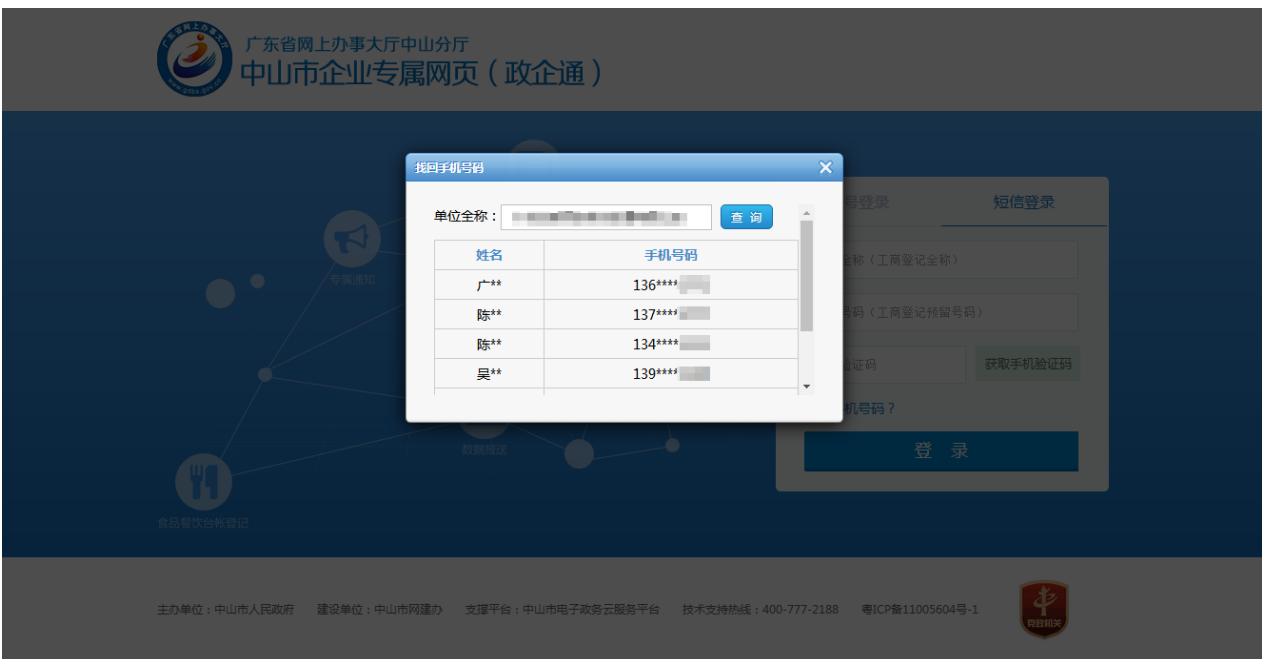 广东省网上办事大厅中山分厅
中山市企业专属网页（政企通）
找回手机号码
单位全称：
查 询
姓名 手机号码
广** 136****
陈** 137****
陈** 134****
吴** 139****
号登录 短信登录
全称（工商登记全称）
号码（工商登记预留号码）
验证码 获取手机验证码
机号码？
登 录
专属通知
数据报送
食品餐饮台帐登记
主办单位：中山市人民政府 建设单位：中山市网建办 支撑平台：中山市电子政务云服务平台 技术支持热线：400-777-2188 粤ICP备11005604号-1
党政机关